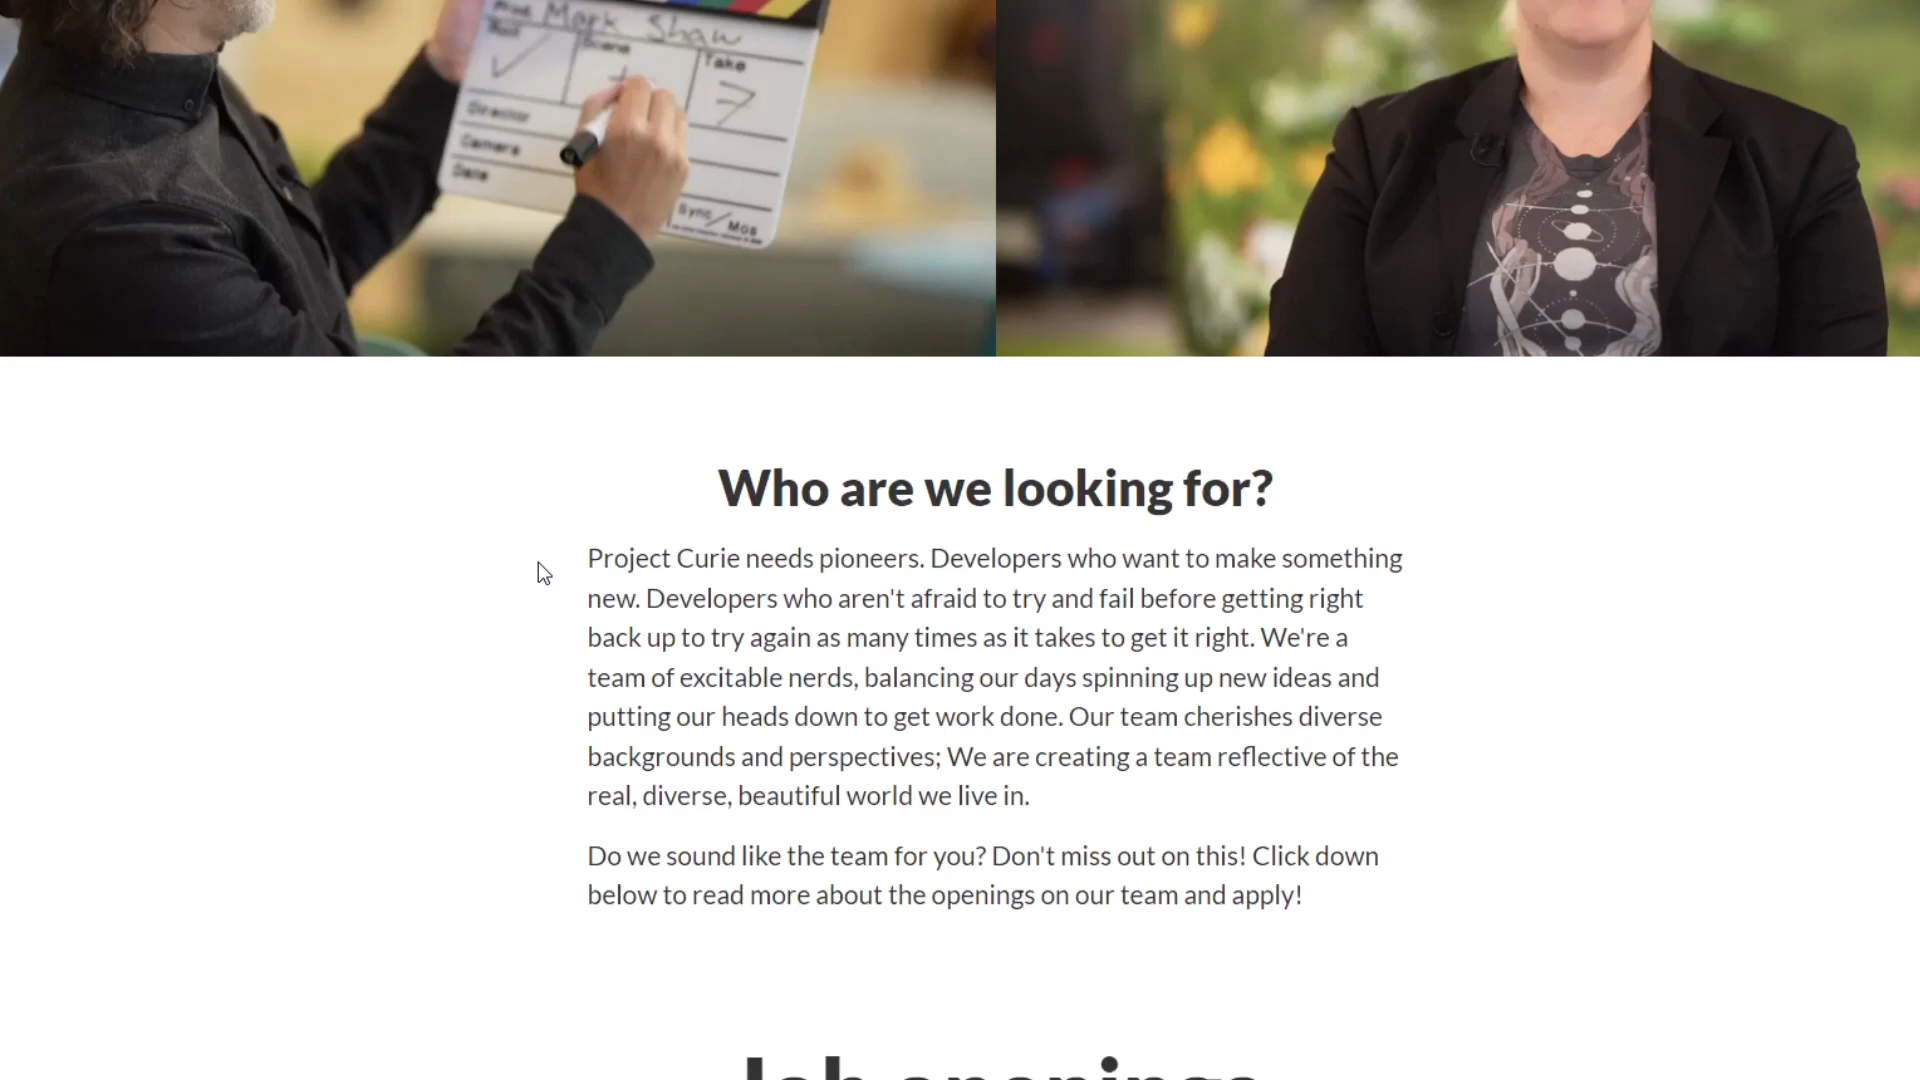 Prod. Mark Shaw
Roll Scene Take
Director
Camera
Date
Sync/Mos
Who are we looking for?
Project Curie needs pioneers. Developers who want to make something
new. Developers who aren't afraid to try and fail before getting right
back up to try again as many times as it takes to get it right. We're a
team of excitable nerds, balancing our days spinning up new ideas and
putting our heads down to get work done. Our team cherishes diverse
backgrounds and perspectives; We are creating a team reflective of the
real, diverse, beautiful world we live in.
Do we sound like the team for you? Don't miss out on this! Click down
below to read more about the openings on our team and apply!
Job openings